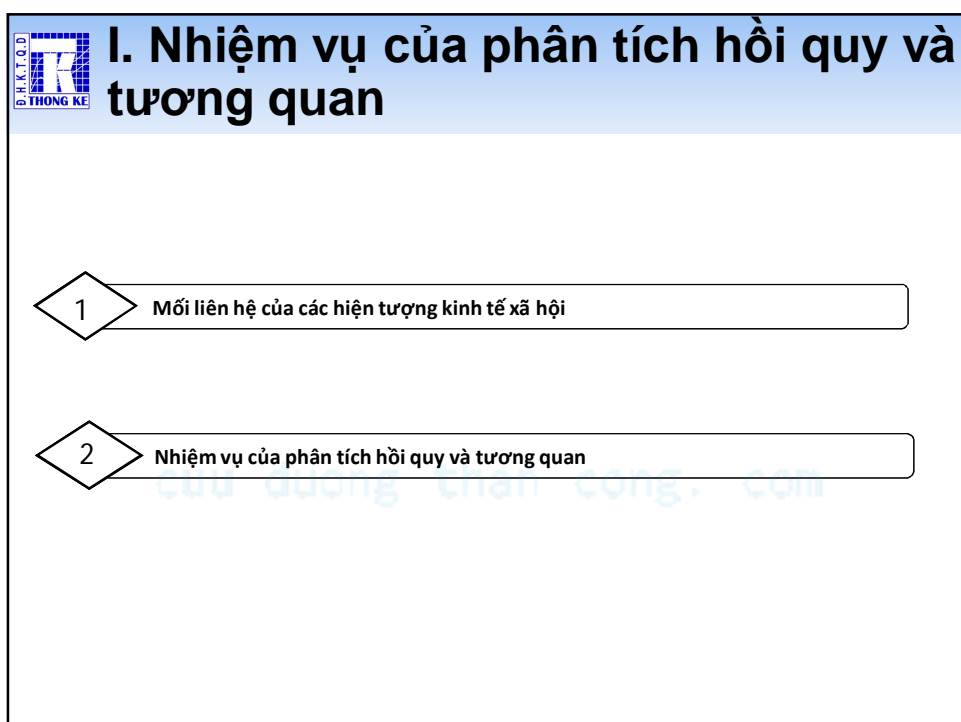 I. Nhiệm vụ của phân tích hồi quy và
tương quan
Đ.H.K.T.Q.D
THONG KE
1
Mối liên hệ của các hiện tượng kinh tế xã hội
2
Nhiệm vụ của phân tích hồi quy và tương quan
cuu duong than cong. com